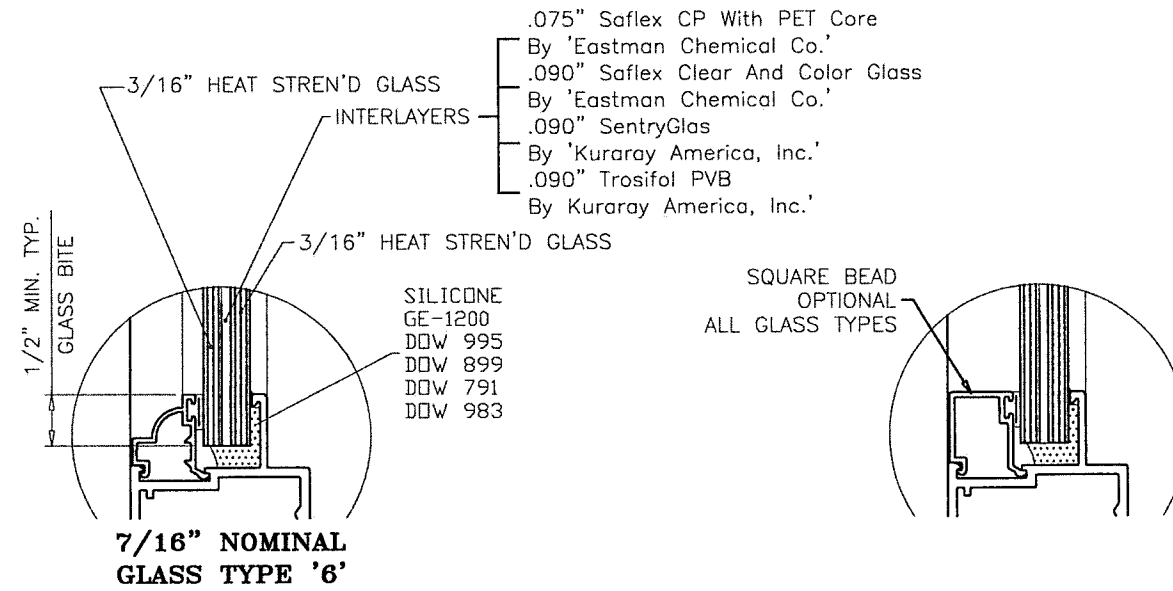 .075" Saflex CP With PET Core
By 'Eastman Chemical Co.'
.090" Saflex Clear And Color Glass
By 'Eastman Chemical Co.'
.090" SentryGlas
By 'Kuraray America, Inc.'
.090" Trosifol PVB
By Kuraray America, Inc.'
3/16" HEAT STREN'D GLASS
INTERLAYERS
3/16" HEAT STREN'D GLASS
1/2" MIN. TYP.
GLASS BITE
SILICONE
GE-1200
DOW 995
DOW 899
DOW 791
DOW 983
7/16" NOMINAL
GLASS TYPE '6'
SQUARE BEAD
OPTIONAL
ALL GLASS TYPES